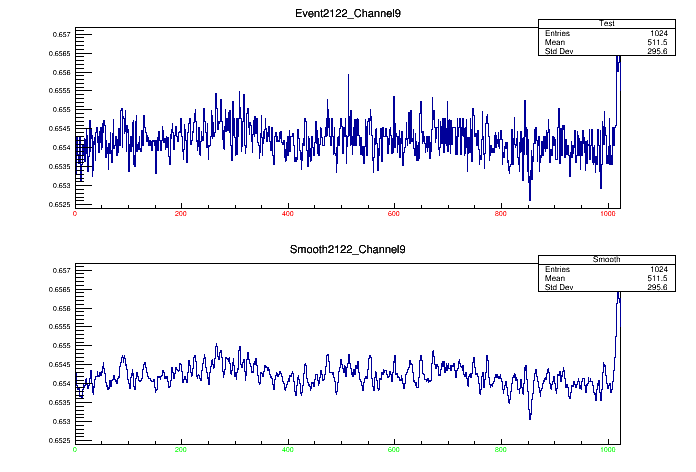 Event2122_Channel9
Test
Entries 1024
Mean 511.5
Std Dev 295.6
0.657
0.6565
0.656
0.6555
0.655
0.6545
0.654
0.6535
0.653
0.6525
0 200 400 600 800 1000
Smooth2122_Channel9
Smooth
Entries 1024
Mean 511.5
Std Dev 295.6
0.657
0.6565
0.656
0.6555
0.655
0.6545
0.654
0.6535
0.653
0.6525
0 200 400 600 800 1000